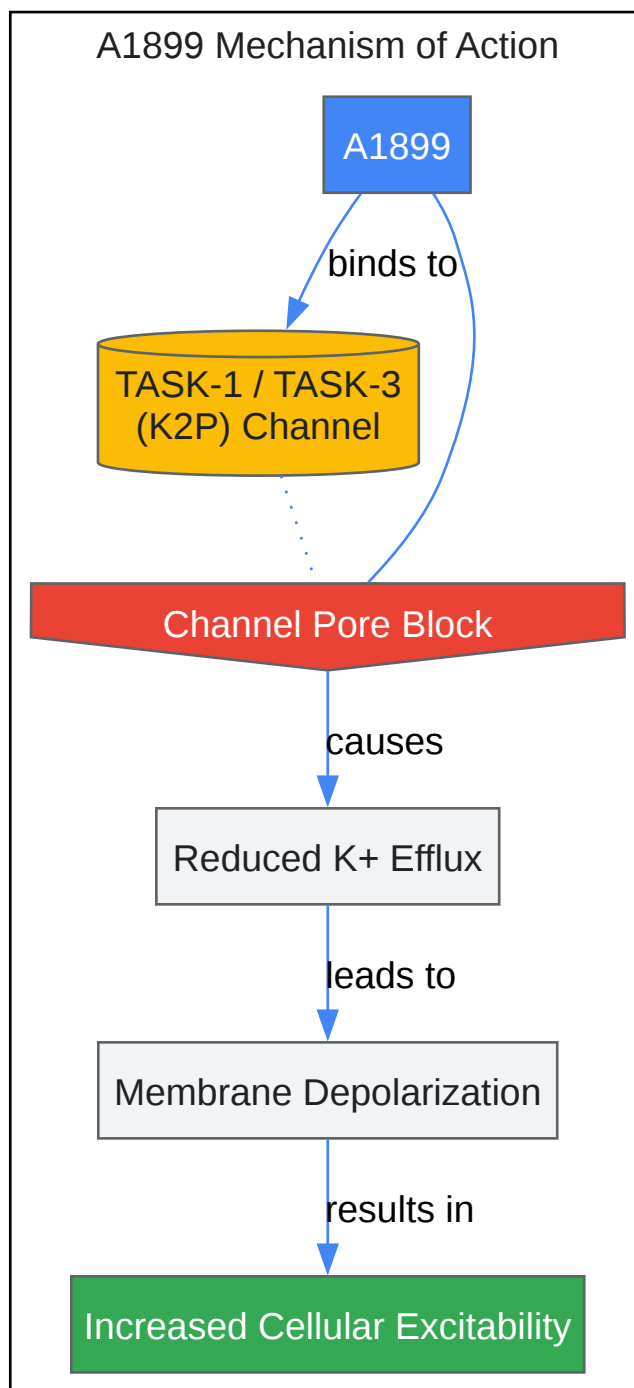 A1899 Mechanism of Action
A1899
binds to
TASK-1 / TASK-3
(K2P) Channel
Channel Pore Block
causes
Reduced K+ Efflux
leads to
Membrane Depolarization
results in
Increased Cellular Excitability